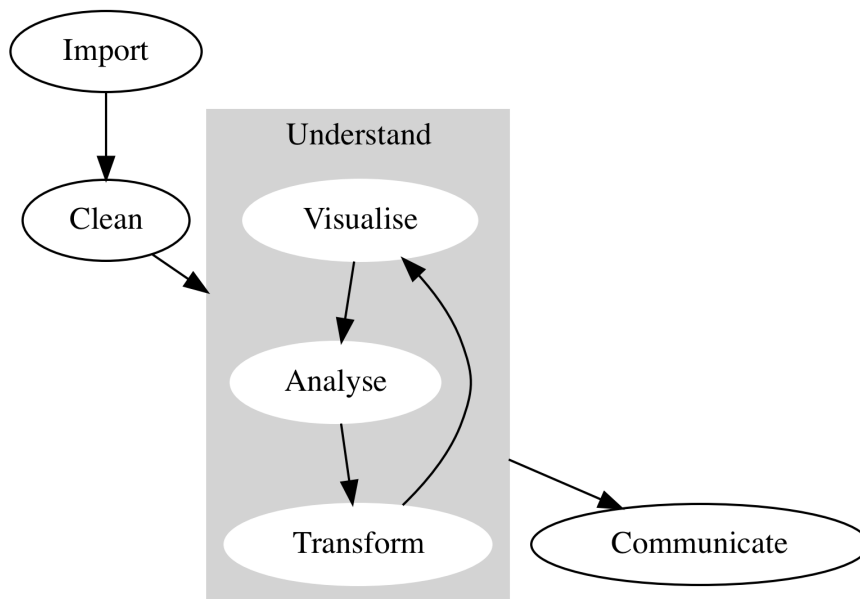 Import
Clean
Understand
Visualise
Analyse
Transform
Communicate